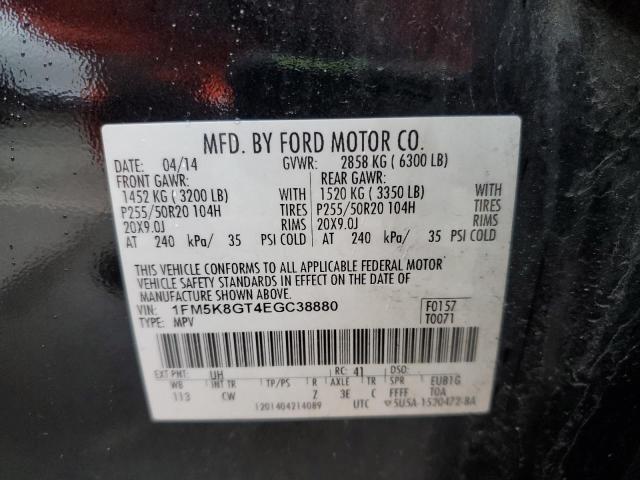 MFD. BY FORD MOTOR CO.
DATE: 04/14 GVWR: 2858 KG ( 6300 LB)
FRONT GAWR: REAR GAWR:
1452 KG ( 3200 LB) WITH 1520 KG ( 3350 LB) WITH
P255/50R20 104H TIRES P255/50R20 104H TIRES
20X9.0J RIMS 20X9.0J RIMS
AT 240 kPa/ 35 PSI COLD AT 240 kPa/ 35 PSI COLD
THIS VEHICLE CONFORMS TO ALL APPLICABLE FEDERAL MOTOR
VEHICLE SAFETY STANDARDS IN EFFECT ON THE DATE OF
MANUFACTURE SHOWN ABOVE.
VIN: 1FM5K8GT4EGC38880 F0157
TYPE: MPV T0071
EXT PNT: UH RC: 41 DSO:
WB INT TR TP/PS R AXLE TR SPR EUB1G
113 CW Z 3E C FFFF TOA
1201404214089 UTC 5U5A-1520472-8A